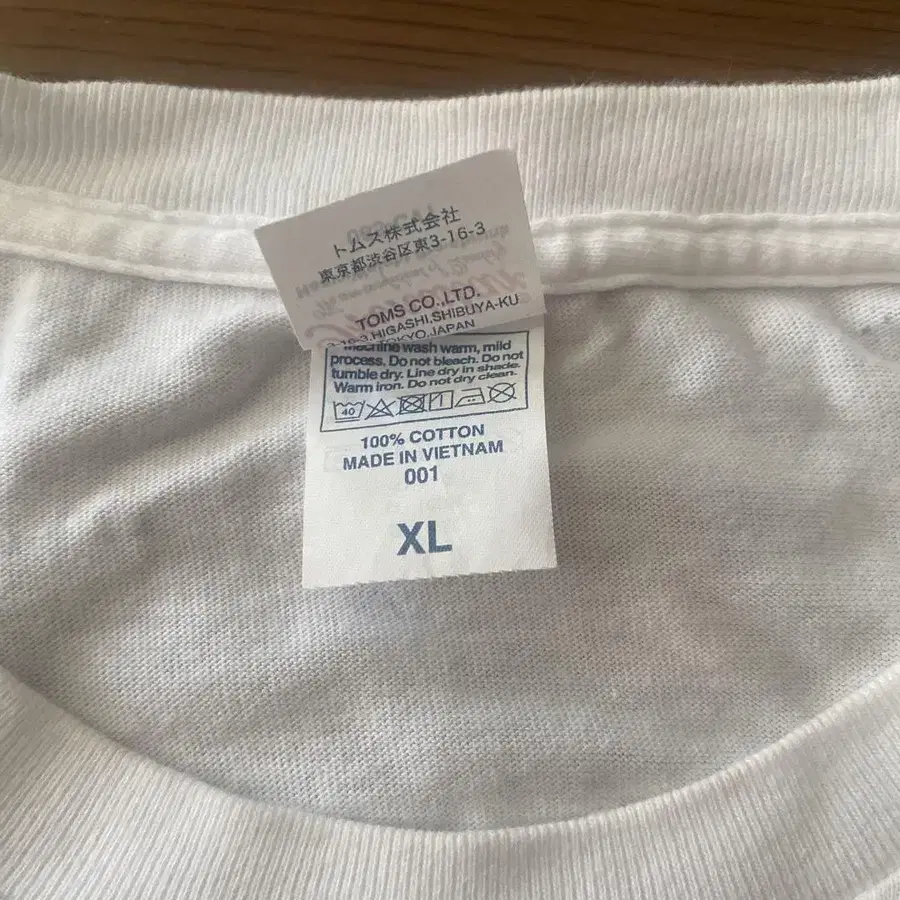 トムス株式会社
東京都渋谷区東3-16-3
TOMS CO.,LTD.
3-16-3,HIGASHI,SHIBUYA-KU
TOKYO,JAPAN
Machine wash warm, mild
process. Do not bleach. Do not
tumble dry. Line dry in shade.
Warm iron. Do not dry clean.
40
100% COTTON
MADE IN VIETNAM
001
XL